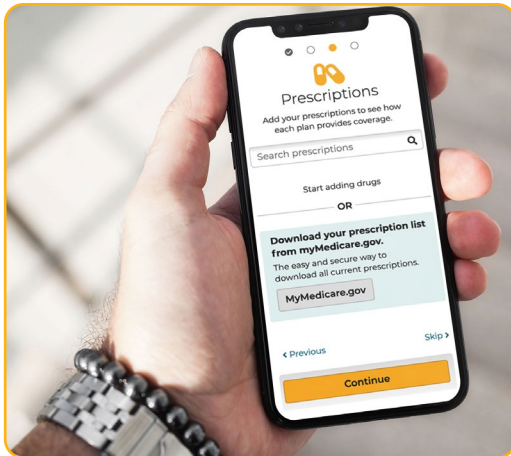 Prescriptions
Add your prescriptions to see how
each plan provides coverage.
Search prescriptions
Start adding drugs
OR
Download your prescription list
from myMedicare.gov.
The easy and secure way to
download all current prescriptions.
MyMedicare.gov
‹ Previous
Skip ›
Continue